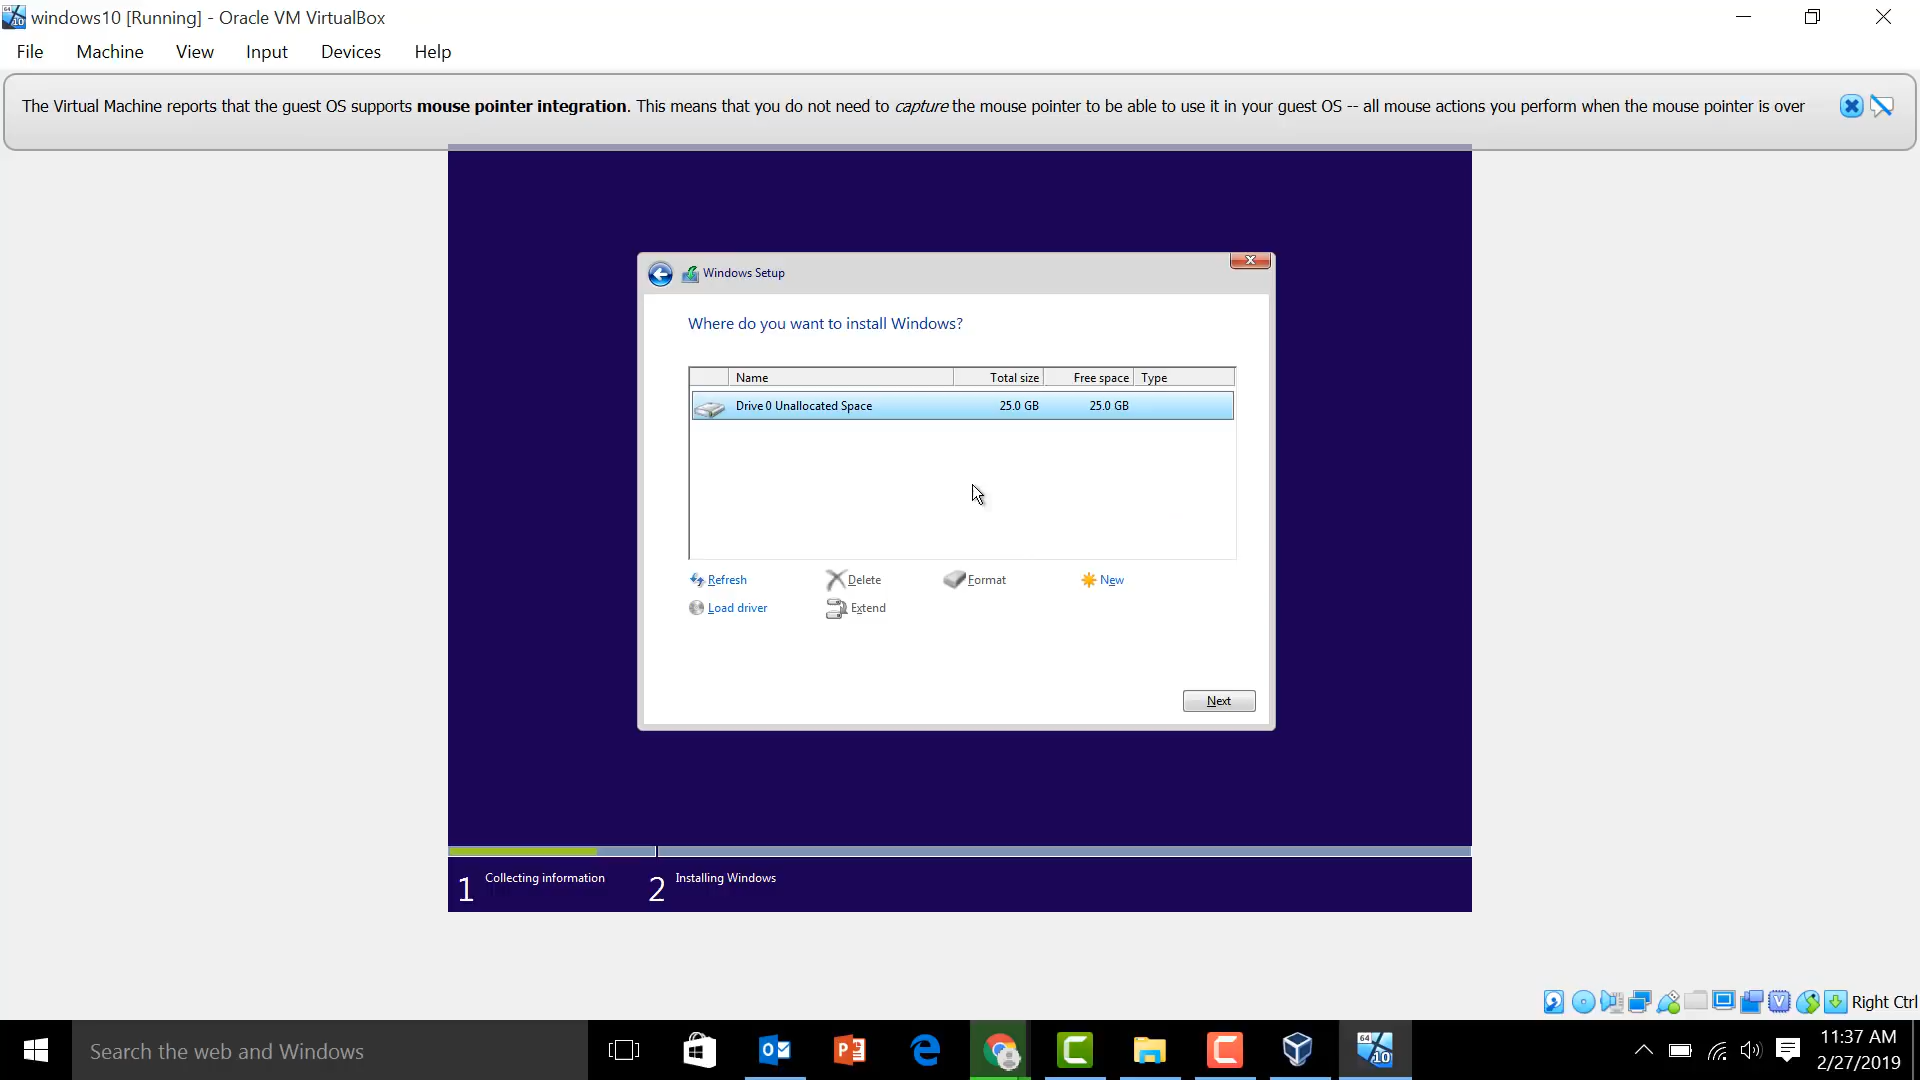 windows10 [Running] - Oracle VM VirtualBox
File Machine View Input Devices Help
The Virtual Machine reports that the guest OS supports mouse pointer integration. This means that you do not need to capture the mouse pointer to be able to use it in your guest OS -- all mouse actions you perform when the mouse pointer is over
Windows Setup
Where do you want to install Windows?
Name Total size Free space Type
Drive 0 Unallocated Space 25.0 GB 25.0 GB
Refresh Delete Format New
Load driver Extend
Next
1 Collecting information 2 Installing Windows
Right Ctrl
Search the web and Windows
11:37 AM
2/27/2019